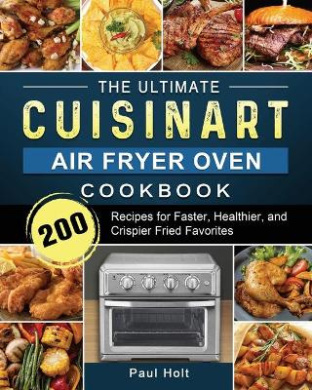 THE ULTIMATE
CUISINART
AIR FRYER OVEN
COOKBOOK
200
Recipes for Faster, Healthier, and
Crispier Fried Favorites
Paul Holt